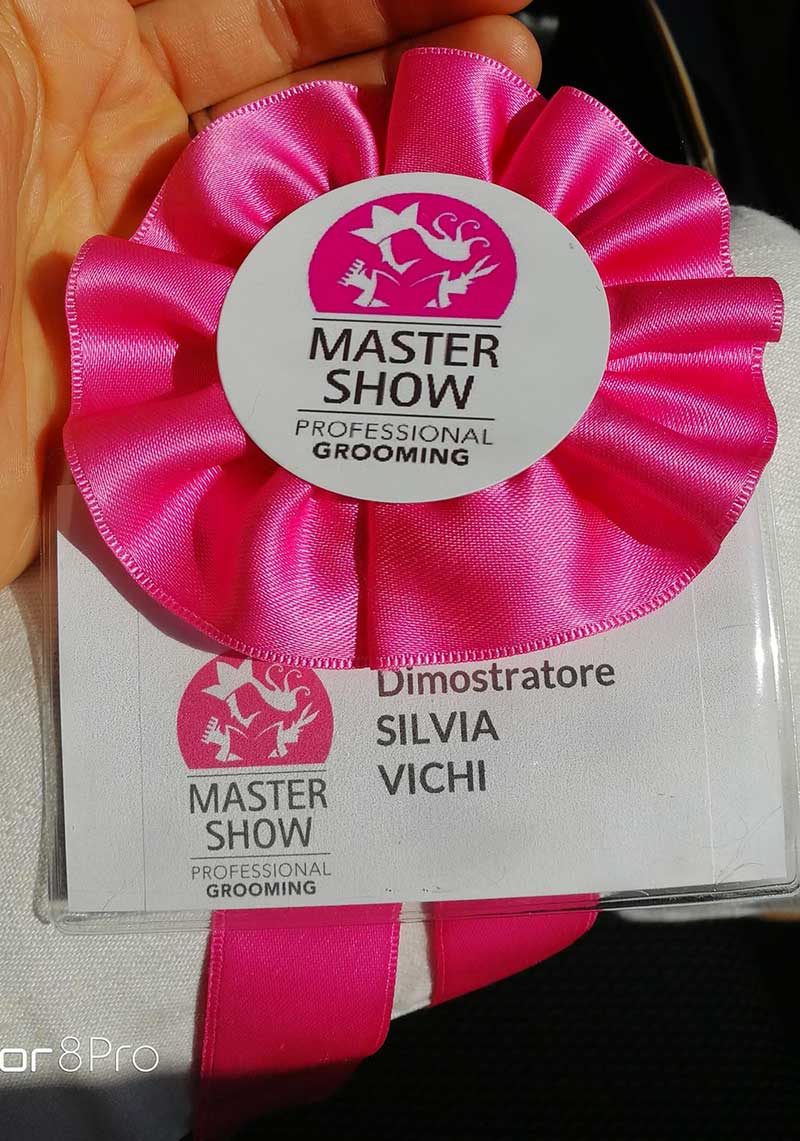 MASTER
SHOW
PROFESSIONAL
GROOMING
Dimostratore
SILVIA
VICHI
MASTER
SHOW
PROFESSIONAL
GROOMING
or 8Pro